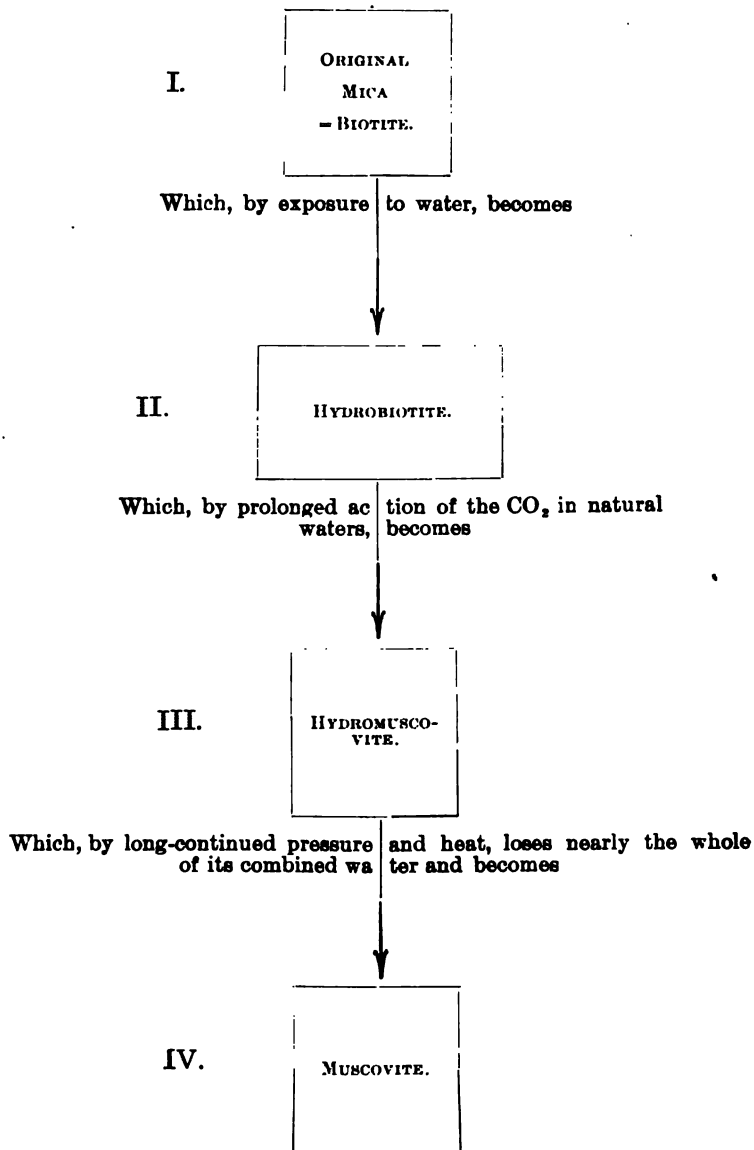 I.
ORIGINAL
MICA
= BIOTITE.
Which, by exposure to water, becomes
II.
HYDROBIOTITE.
Which, by prolonged action of the CO₂ in natural
waters, becomes
III.
HYDROMUSCO-
VITE.
Which, by long-continued pressure and heat, loses nearly the whole
of its combined water and becomes
IV.
MUSCOVITE.